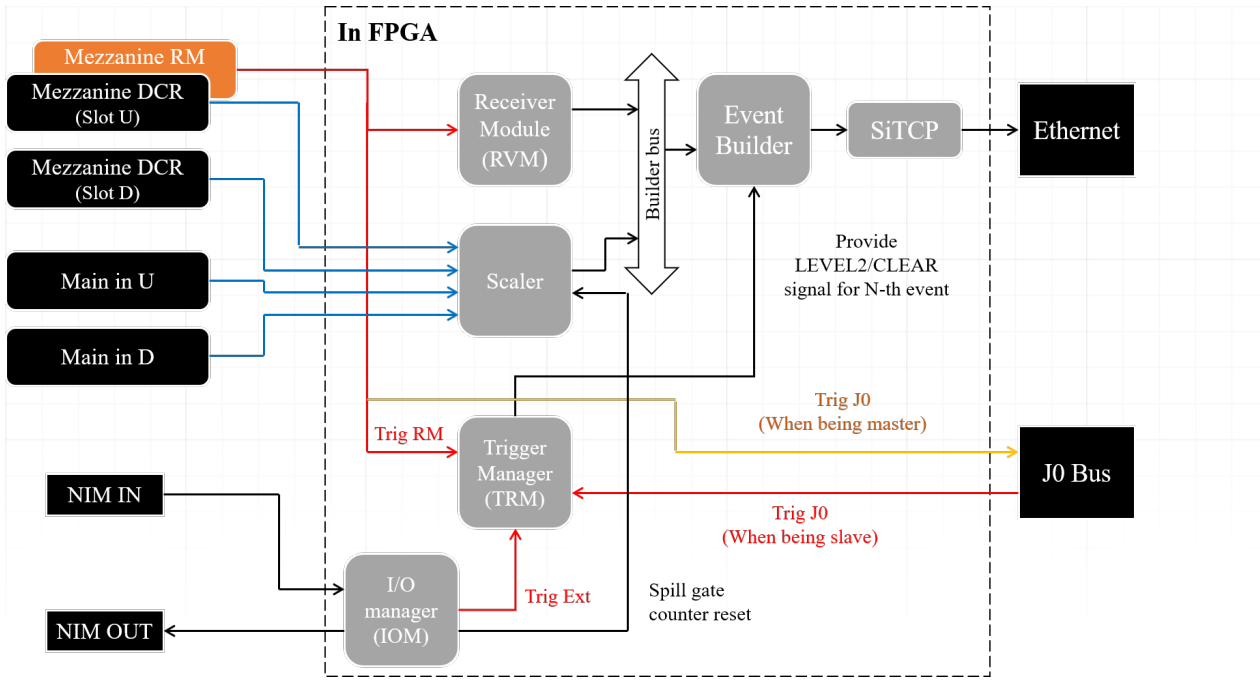 In FPGA
Mezzanine RM
Mezzanine DCR
(Slot U)
Mezzanine DCR
(Slot D)
Main in U
Main in D
NIM IN
NIM OUT
Receiver
Module
(RVM)
Scaler
Builder bus
Event
Builder
SiTCP
Ethernet
Provide
LEVEL2/CLEAR
signal for N-th event
Trig RM
Trigger
Manager
(TRM)
Trig J0
(When being master)
J0 Bus
Trig J0
(When being slave)
I/O
manager
(IOM)
Trig Ext
Spill gate
counter reset